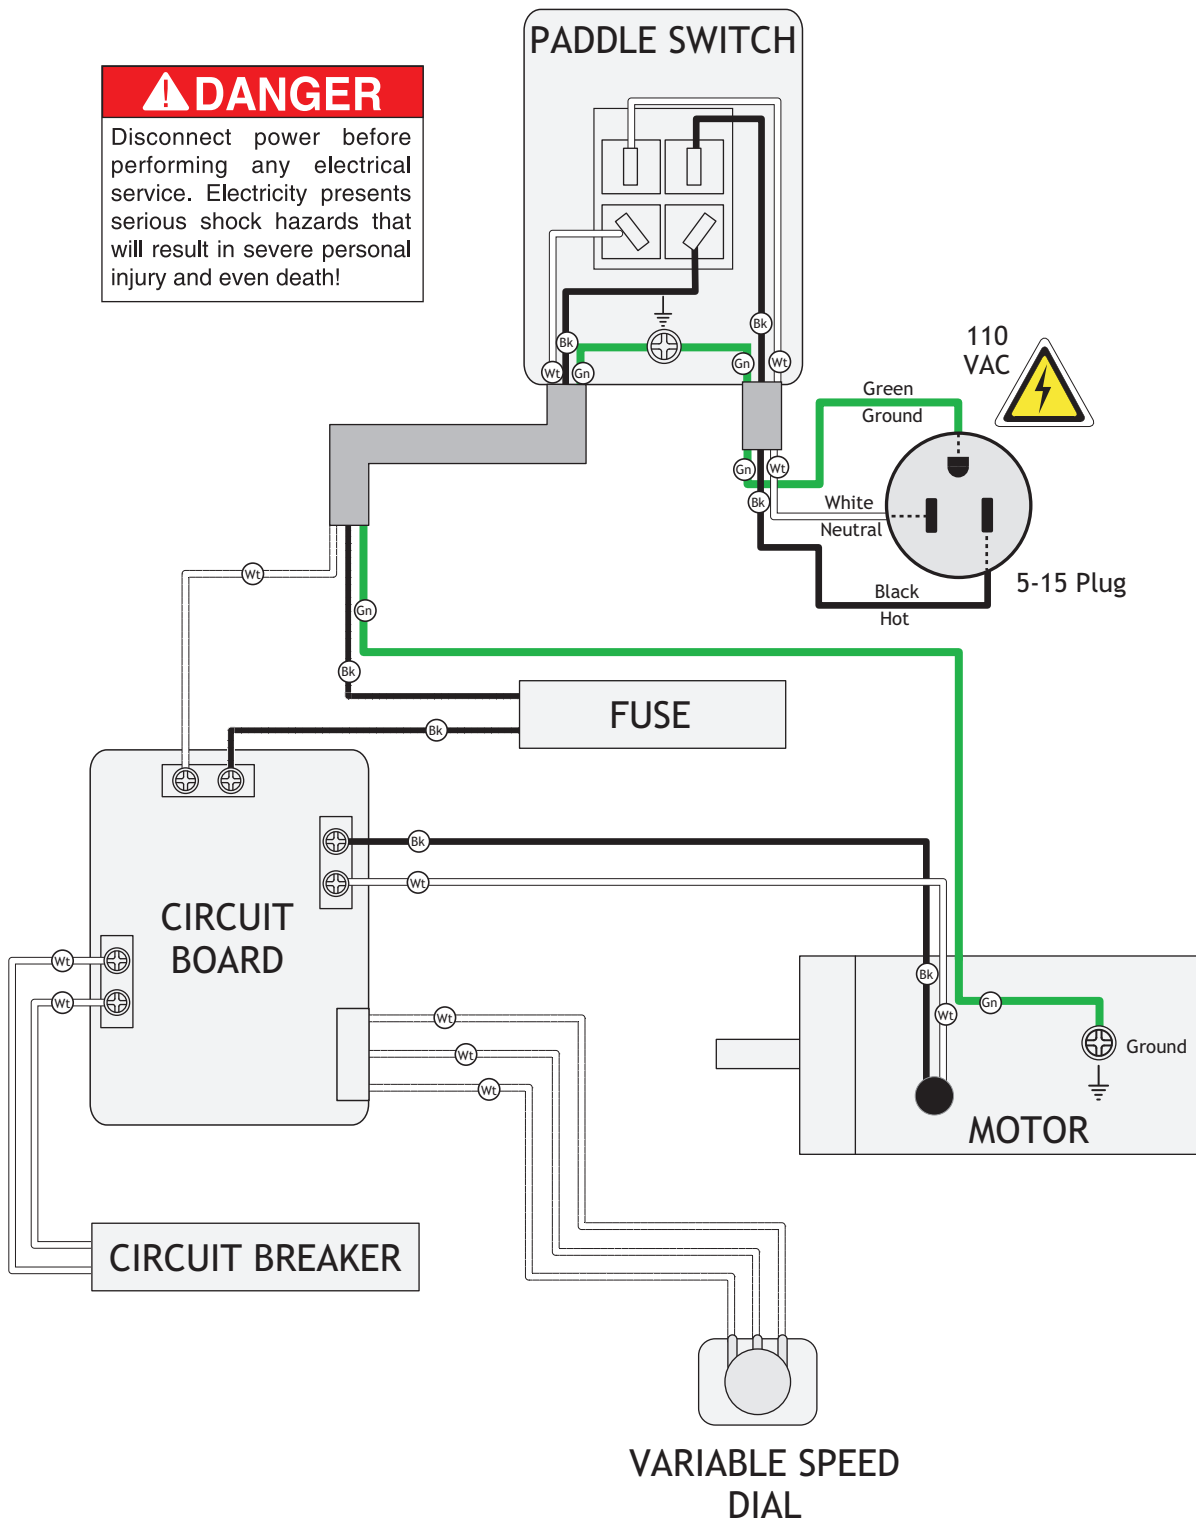 PADDLE SWITCH
DANGER
Disconnect power before
performing any electrical
service. Electricity presents
serious shock hazards that
will result in severe personal
injury and even death!
Bk
Bk
Wt
Gn
Gn
Wt
110
VAC
Green
Ground
Gn
Wt
Bk
White
Neutral
5-15 Plug
Black
Hot
Wt
Gn
Bk
FUSE
Bk
Bk
Wt
CIRCUIT
BOARD
Wt
Wt
Wt
Wt
Wt
Bk
Wt
Gn
Ground
MOTOR
CIRCUIT BREAKER
VARIABLE SPEED
DIAL